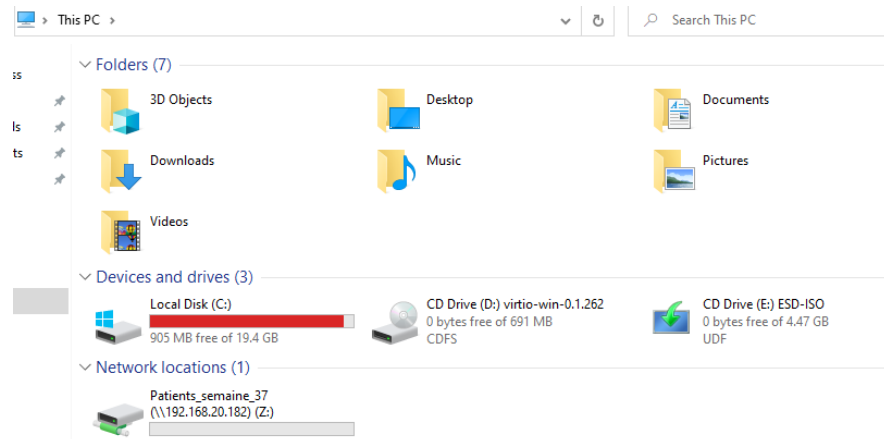 This PC
Search This PC
ss
ls
ts
Folders (7)
3D Objects
Desktop
Documents
Downloads
Music
Pictures
Videos
Devices and drives (3)
Local Disk (C:)
905 MB free of 19.4 GB
CD Drive (D:) virtio-win-0.1.262
0 bytes free of 691 MB
CDFS
CD Drive (E:) ESD-ISO
0 bytes free of 4.47 GB
UDF
Network locations (1)
Patients_semaine_37
(\\192.168.20.182) (Z:)